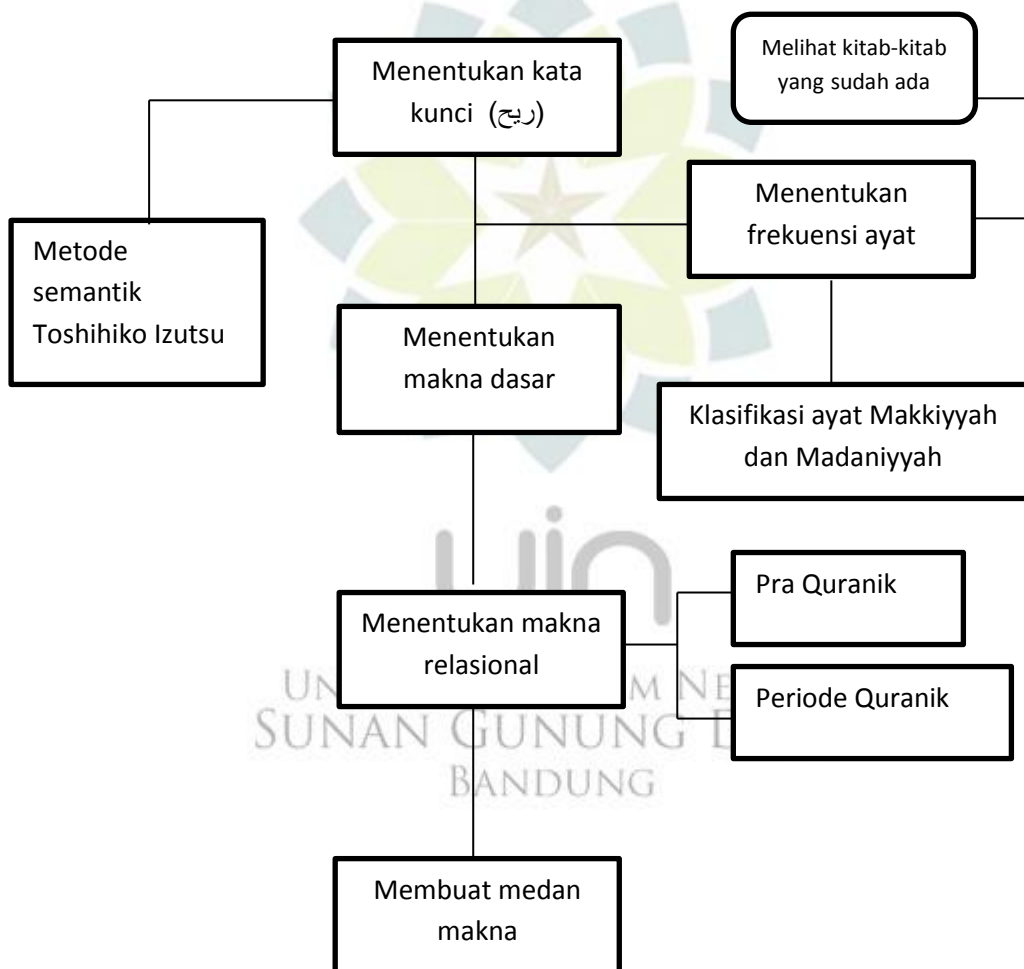 Menentukan kata
kunci (ريح)
Melihat kitab-kitab
yang sudah ada
Menentukan
frekuensi ayat
Metode
semantik
Toshihiko Izutsu
Menentukan
makna dasar
Klasifikasi ayat Makkiyyah
dan Madaniyyah
uin
Menentukan makna
relasional
Pra Quranik
Periode Quranik
SUNAN GUNUNG
BANDUNG
Membuat medan
makna